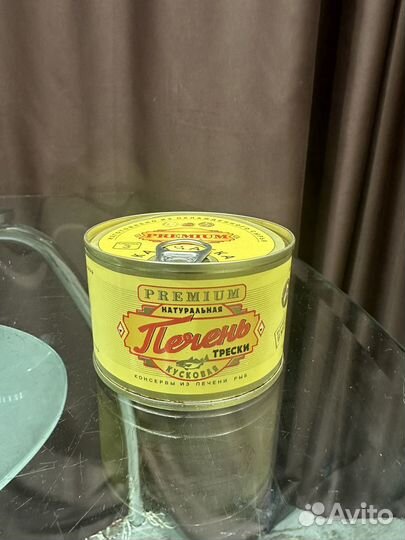 PREMIUM
PREMIUM
НАТУРАЛЬНАЯ
Печень
ТРЕСКИ
КУСКОВАЯ
КОНСЕРВЫ ИЗ ПЕЧЕНИ РЫБ
Avito